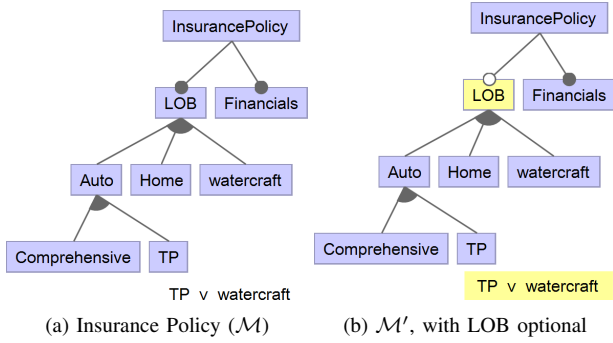 InsurancePolicy
LOB Financials
Auto Home watercraft
Comprehensive TP
TP v watercraft
(a) Insurance Policy (ℳ)
InsurancePolicy
LOB Financials
Auto Home watercraft
Comprehensive TP
TP v watercraft
(b) ℳ′, with LOB optional